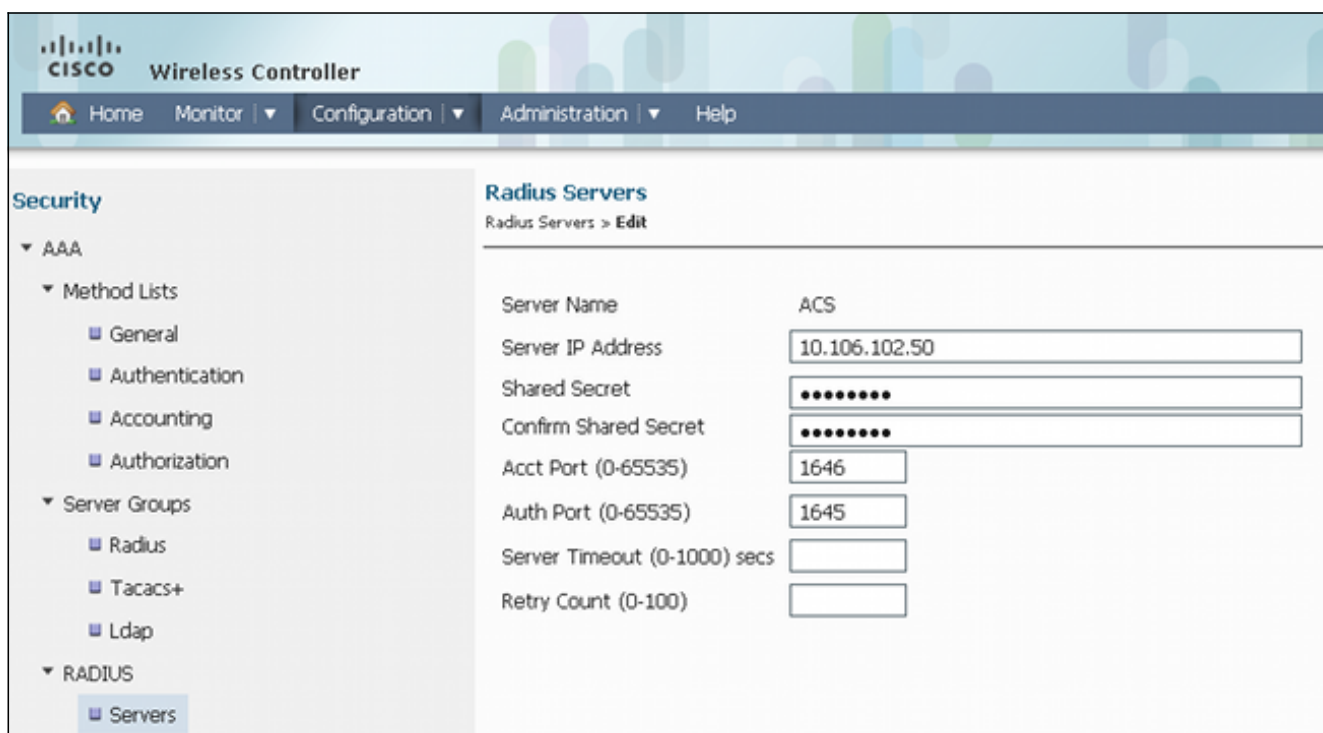 CISCO Wireless Controller
Home Monitor Configuration Administration Help
Security
AAA
Method Lists
General
Authentication
Accounting
Authorization
Server Groups
Radius
Tacacs+
Ldap
RADIUS
Servers
Radius Servers
Radius Servers > Edit
Server Name ACS
Server IP Address 10.106.102.50
Shared Secret ••••••••
Confirm Shared Secret ••••••••
Acct Port (0-65535) 1646
Auth Port (0-65535) 1645
Server Timeout (0-1000) secs
Retry Count (0-100)